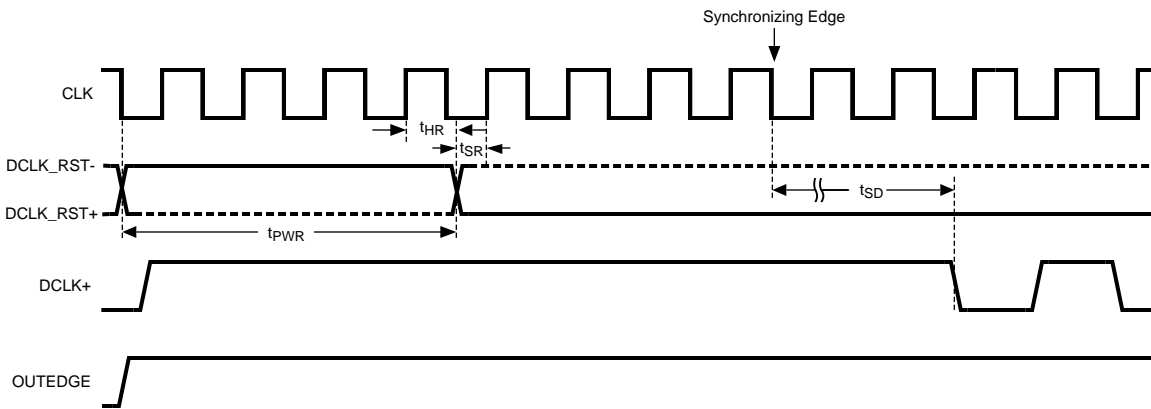 Synchronizing Edge
CLK
tHR
tSR
DCLK_RST-
tSD
DCLK_RST+
tPWR
DCLK+
OUTEDGE